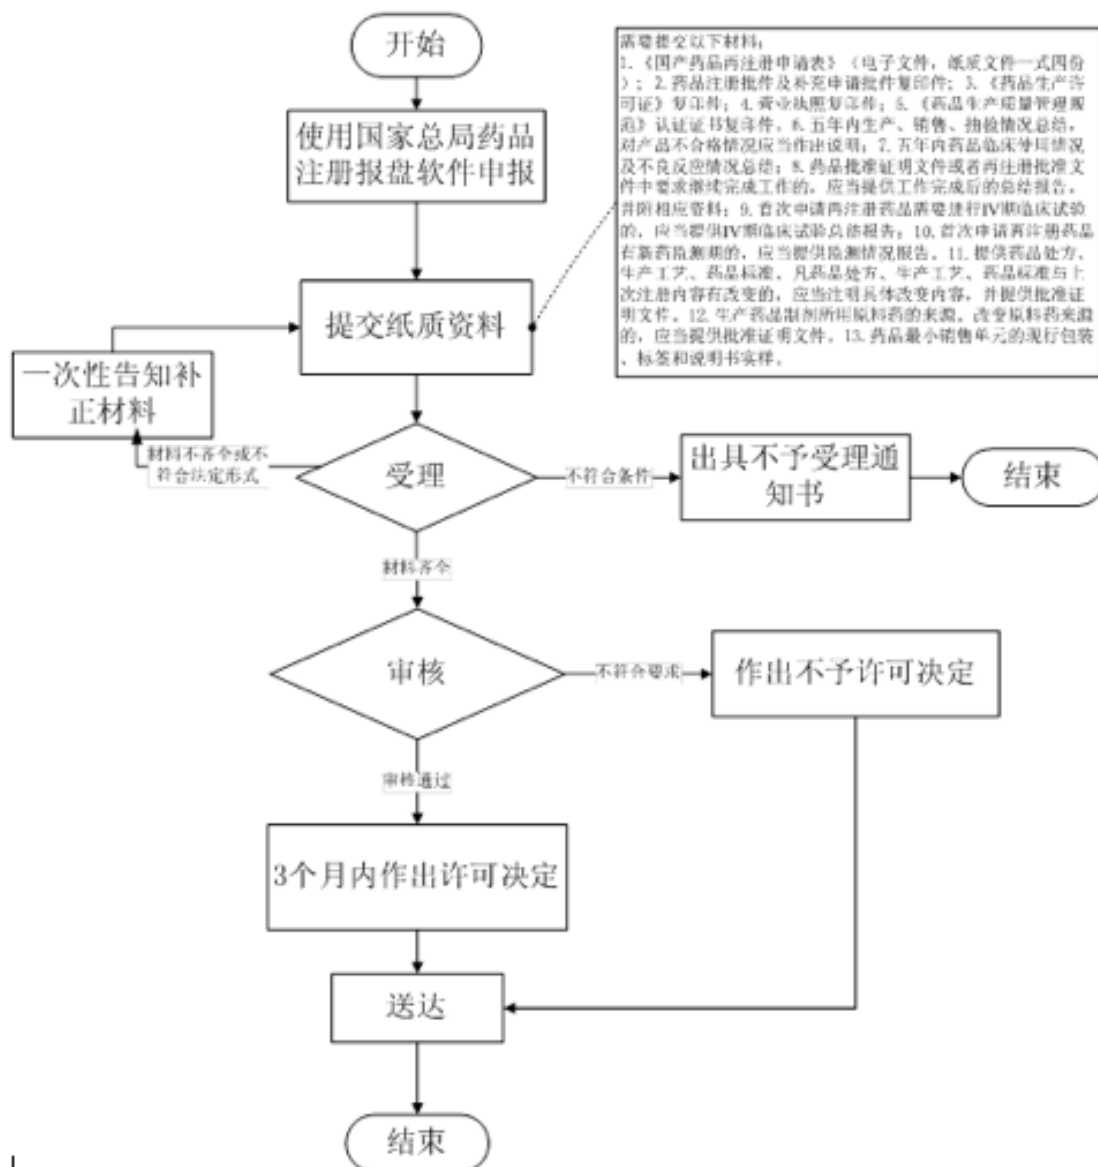 开始
使用国家总局药品
注册报盘软件申报
需要提交以下材料：
1.《国产药品再注册申请表》（电子文件，纸质文件一式四份
）；2.药品注册批件及补充申请批件复印件；3.《药品生产许
可证》复印件；4.营业执照复印件；5.《药品生产质量管理规
范》认证证书复印件。6.五年内生产、销售、抽检情况总结，
对产品不合格情况应当作出说明；7.五年内药品临床使用情况
及不良反应情况总结；8.药品批准证明文件或者再注册批准文
件中要求继续完成工作的，应当提供工作完成后的总结报告，
并附相应资料；9.首次申请再注册药品需要进行IV期临床试验
的，应当提供IV期临床试验总结报告；10.首次申请再注册药品
有新药监测期的，应当提供监测情况报告。11.提供药品处方、
生产工艺、药品标准。凡药品处方、生产工艺、药品标准与上
次注册内容有改变的，应当注明具体改变内容，并提供批准证
明文件。12.生产药品制剂所用原料药的来源。改变原料药来源
的，应当提供批准证明文件。13.药品最小销售单元的现行包装
、标签和说明书实样。
提交纸质资料
一次性告知补
正材料
材料不齐全或不
符合法定形式
受理
不符合条件
出具不予受理通
知书
结束
材料齐全
审核
不符合要求
作出不予许可决定
审核通过
3个月内作出许可决定
送达
结束